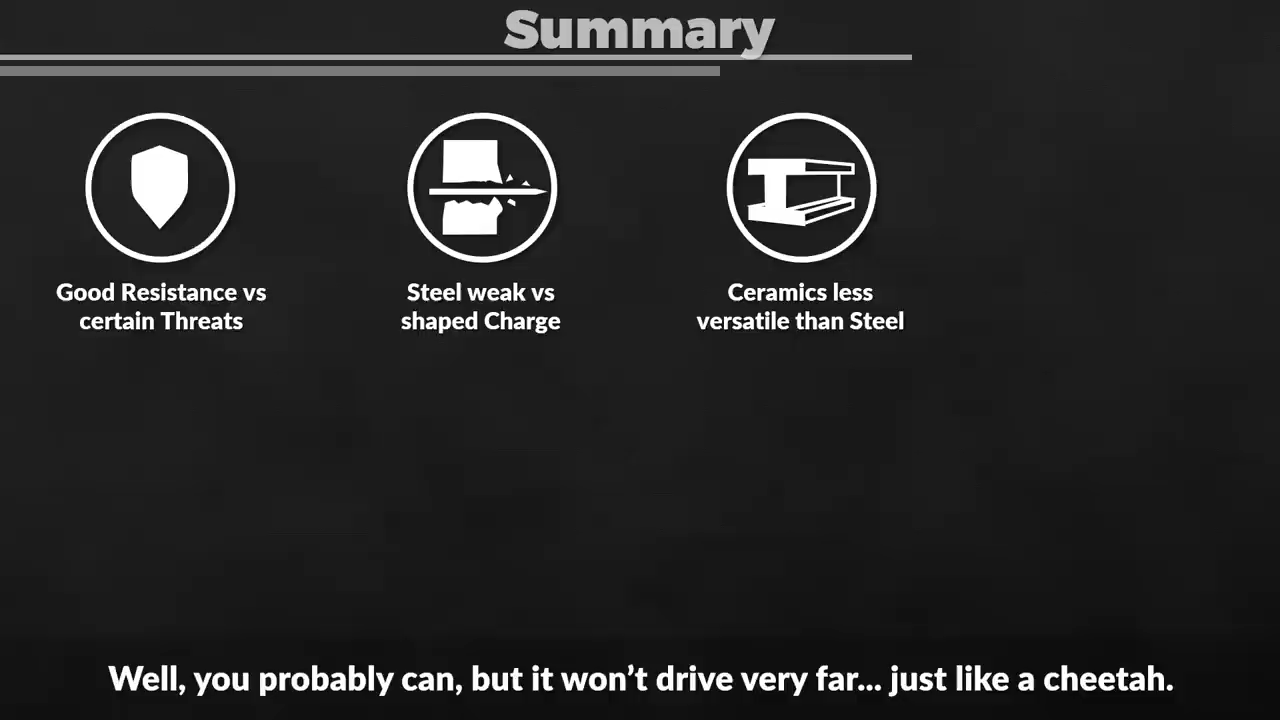 Summary
Good Resistance vs
certain Threats
Steel weak vs
shaped Charge
Ceramics less
versatile than Steel
Well, you probably can, but it won’t drive very far... just like a cheetah.